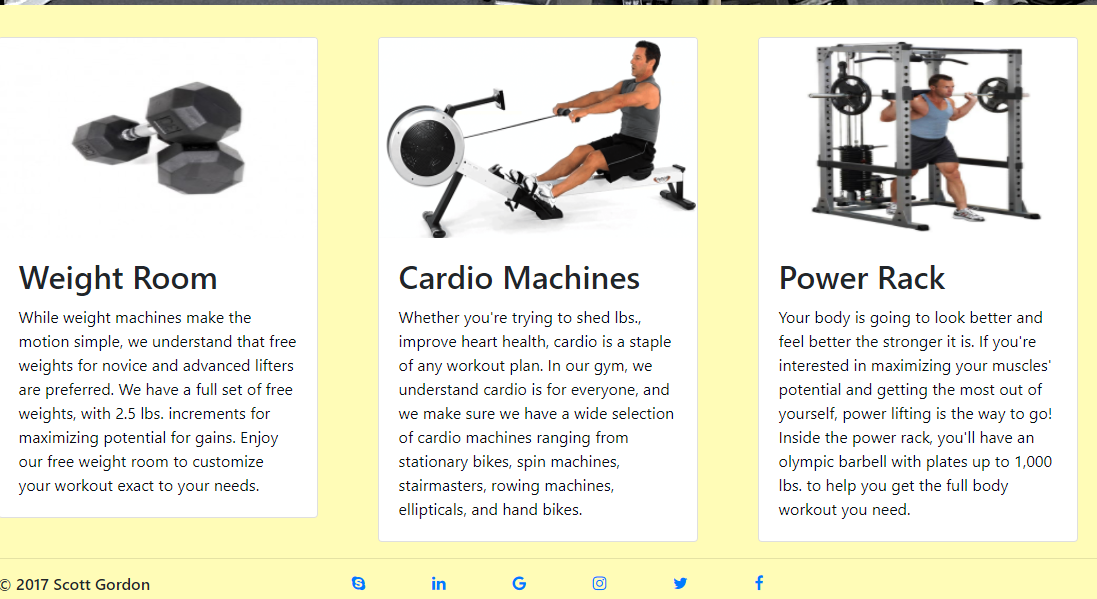 Weight Room
While weight machines make the
motion simple, we understand that free
weights for novice and advanced lifters
are preferred. We have a full set of free
weights, with 2.5 lbs. increments for
maximizing potential for gains. Enjoy
our free weight room to customize
your workout exact to your needs.
Cardio Machines
Whether you're trying to shed lbs.,
improve heart health, cardio is a staple
of any workout plan. In our gym, we
understand cardio is for everyone, and
we make sure we have a wide selection
of cardio machines ranging from
stationary bikes, spin machines,
stairmasters, rowing machines,
ellipticals, and hand bikes.
Power Rack
Your body is going to look better and
feel better the stronger it is. If you're
interested in maximizing your muscles'
potential and getting the most out of
yourself, power lifting is the way to go!
Inside the power rack, you'll have an
olympic barbell with plates up to 1,000
lbs. to help you get the full body
workout you need.
© 2017 Scott Gordon